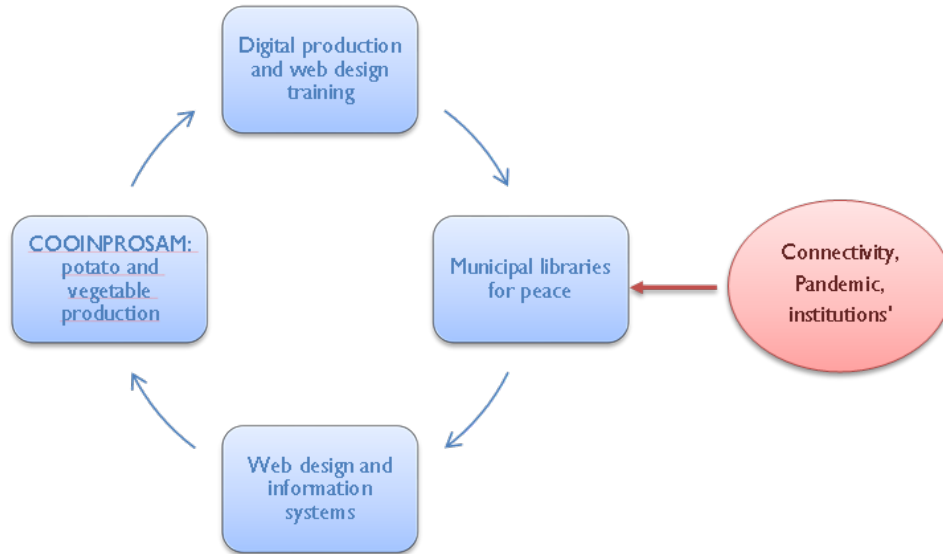 Digital production
and web design
training
COOINPROSAM:
potato and
vegetable
production
Municipal libraries
for peace
Connectivity,
Pandemic,
institutions'
Web design and
information
systems